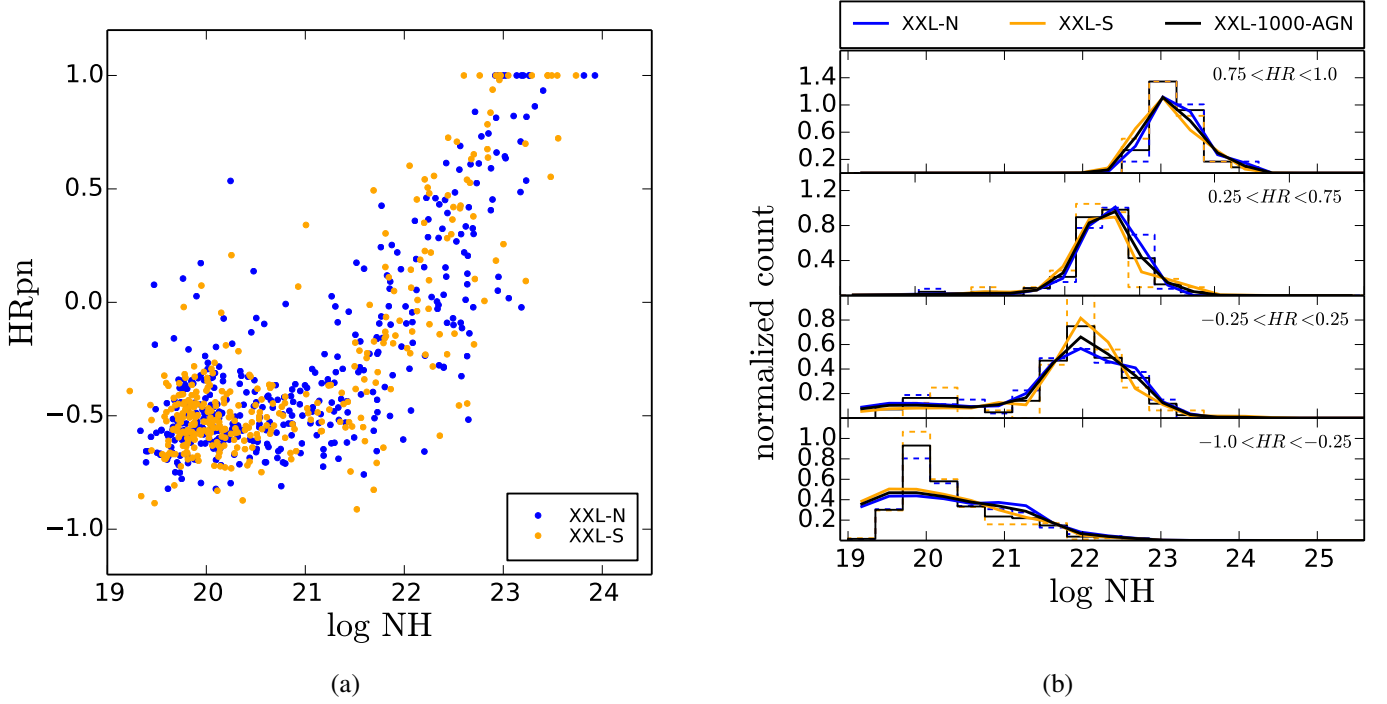 1.0
0.5
0.0
−0.5
−1.0
HRpn
19 20 21 22 23 24
log NH
XXL-N
XXL-S
(a)
XXL-N XXL-S XXL-1000-AGN
normalized count
0.75 < HR < 1.0
1.4
1.0
0.6
0.2
0.25 < HR < 0.75
1.2
0.8
0.4
−0.25 < HR < 0.25
0.8
0.6
0.4
0.2
−1.0 < HR < −0.25
1.0
0.8
0.6
0.4
0.2
19 20 21 22 23 24 25
log NH
(b)